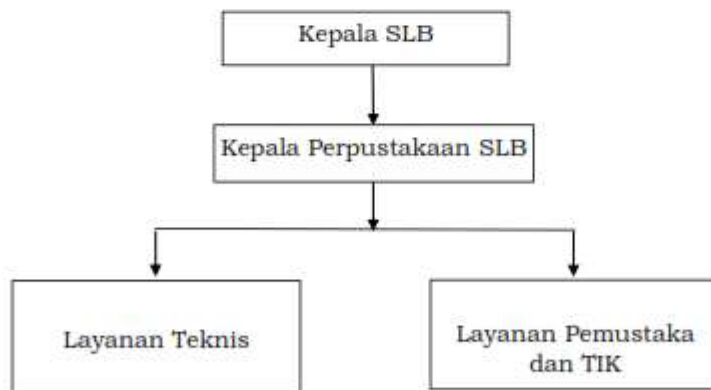 Kepala SLB
Kepala Perpustakaan SLB
Layanan Teknis
Layanan Pemustaka
dan TIK